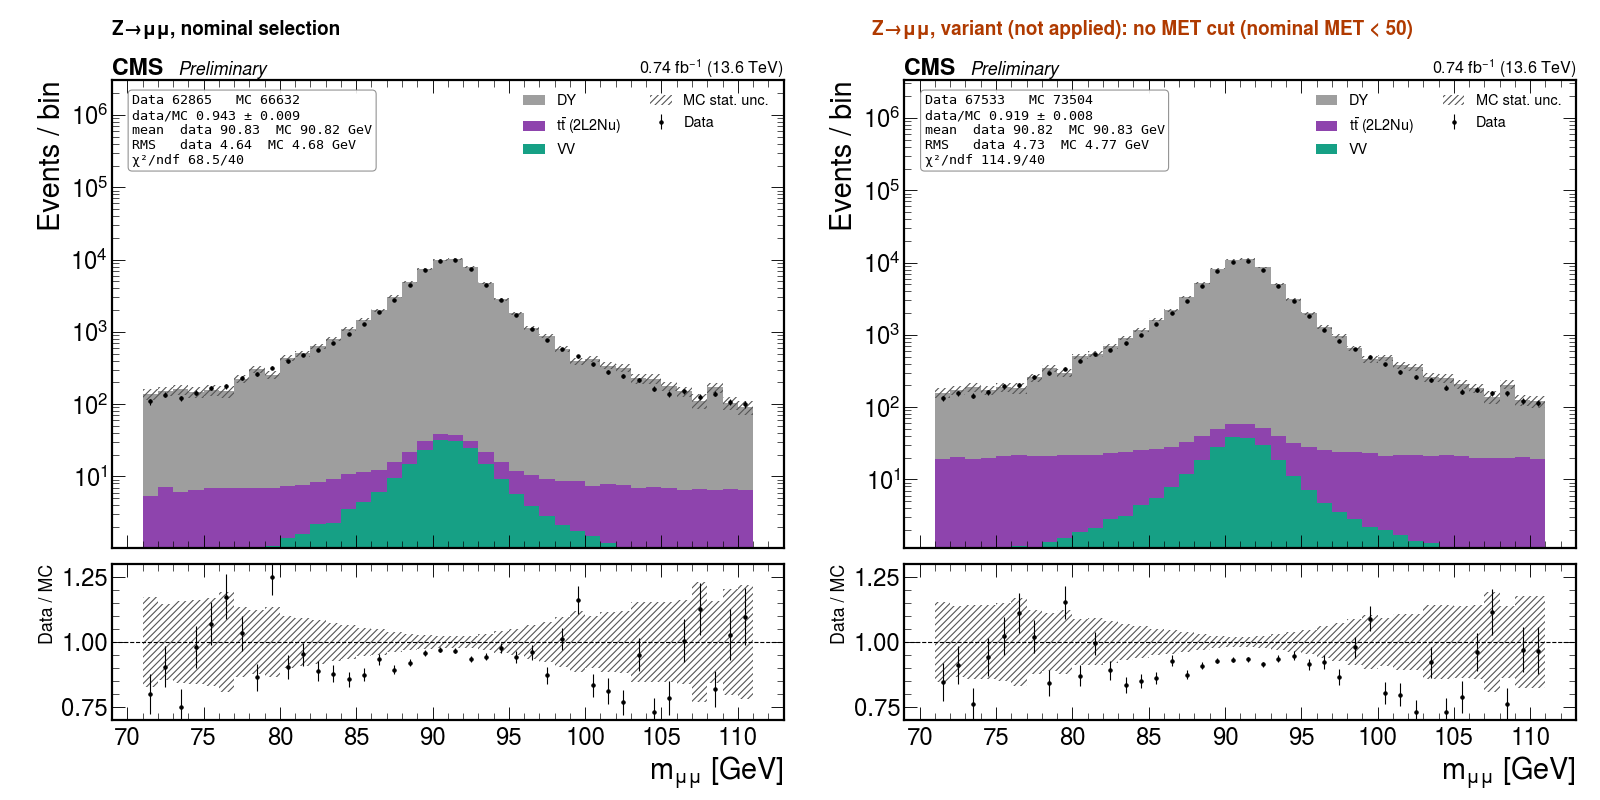 Z→μμ, nominal selection
CMS Preliminary 0.74 fb⁻¹ (13.6 TeV)
Data 62865 MC 66632
data/MC 0.943 ± 0.009
mean data 90.83 MC 90.82 GeV
RMS data 4.64 MC 4.68 GeV
χ²/ndf 68.5/40
DY
tt̄ (2L2Nu)
VV
MC stat. unc.
Data
Events / bin
10⁶
10⁵
10⁴
10³
10²
10¹
Data / MC
1.25
1.00
0.75
70 75 80 85 90 95 100 105 110
m_μμ [GeV]
Z→μμ, variant (not applied): no MET cut (nominal MET < 50)
CMS Preliminary 0.74 fb⁻¹ (13.6 TeV)
Data 67533 MC 73504
data/MC 0.919 ± 0.008
mean data 90.82 MC 90.83 GeV
RMS data 4.73 MC 4.77 GeV
χ²/ndf 114.9/40
DY
tt̄ (2L2Nu)
VV
MC stat. unc.
Data
Events / bin
10⁶
10⁵
10⁴
10³
10²
10¹
Data / MC
1.25
1.00
0.75
70 75 80 85 90 95 100 105 110
m_μμ [GeV]